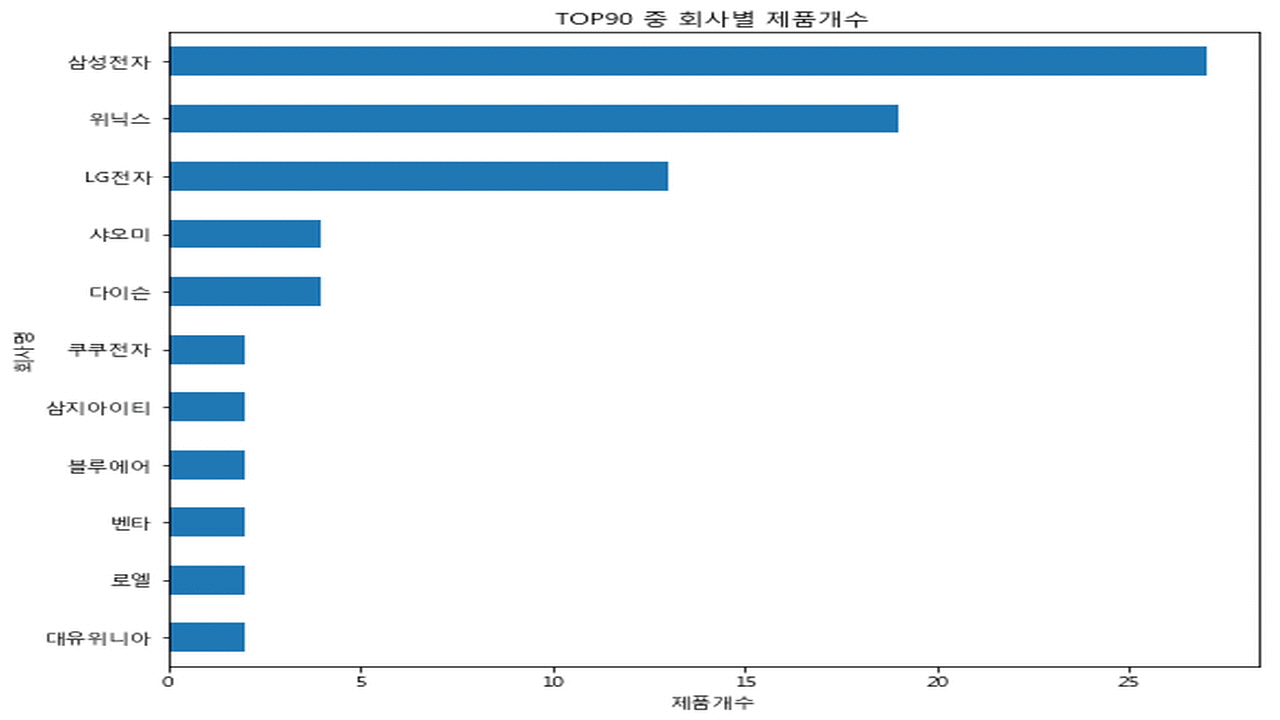 TOP90 중 회사별 제품개수
삼성전자
위닉스
LG전자
샤오미
다이슨
쿠쿠전자
삼지아이티
블루에어
벤타
로엘
대유위니아
회사명
0 5 10 15 20 25
제품개수